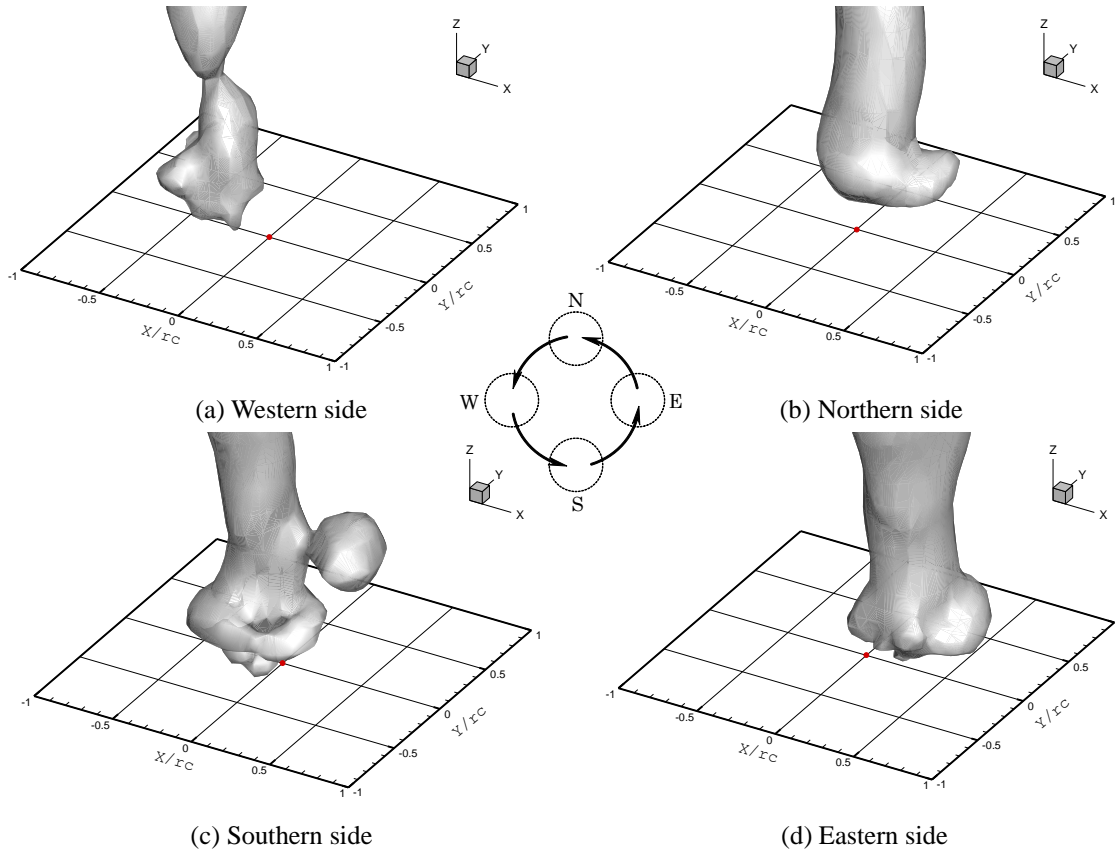 Z
Y
X
-1
-0.5
0
0.5
1
X/rc
-1
-0.5
0
0.5
1
Y/rc
(a) Western side
Z
Y
X
-1
-0.5
0
0.5
1
X/rc
-1
-0.5
0
0.5
1
Y/rc
(b) Northern side
N
W
E
S
Z
Y
X
-1
-0.5
0
0.5
1
X/rc
-1
-0.5
0
0.5
1
Y/rc
(c) Southern side
Z
Y
X
-1
-0.5
0
0.5
1
X/rc
-1
-0.5
0
0.5
1
Y/rc
(d) Eastern side